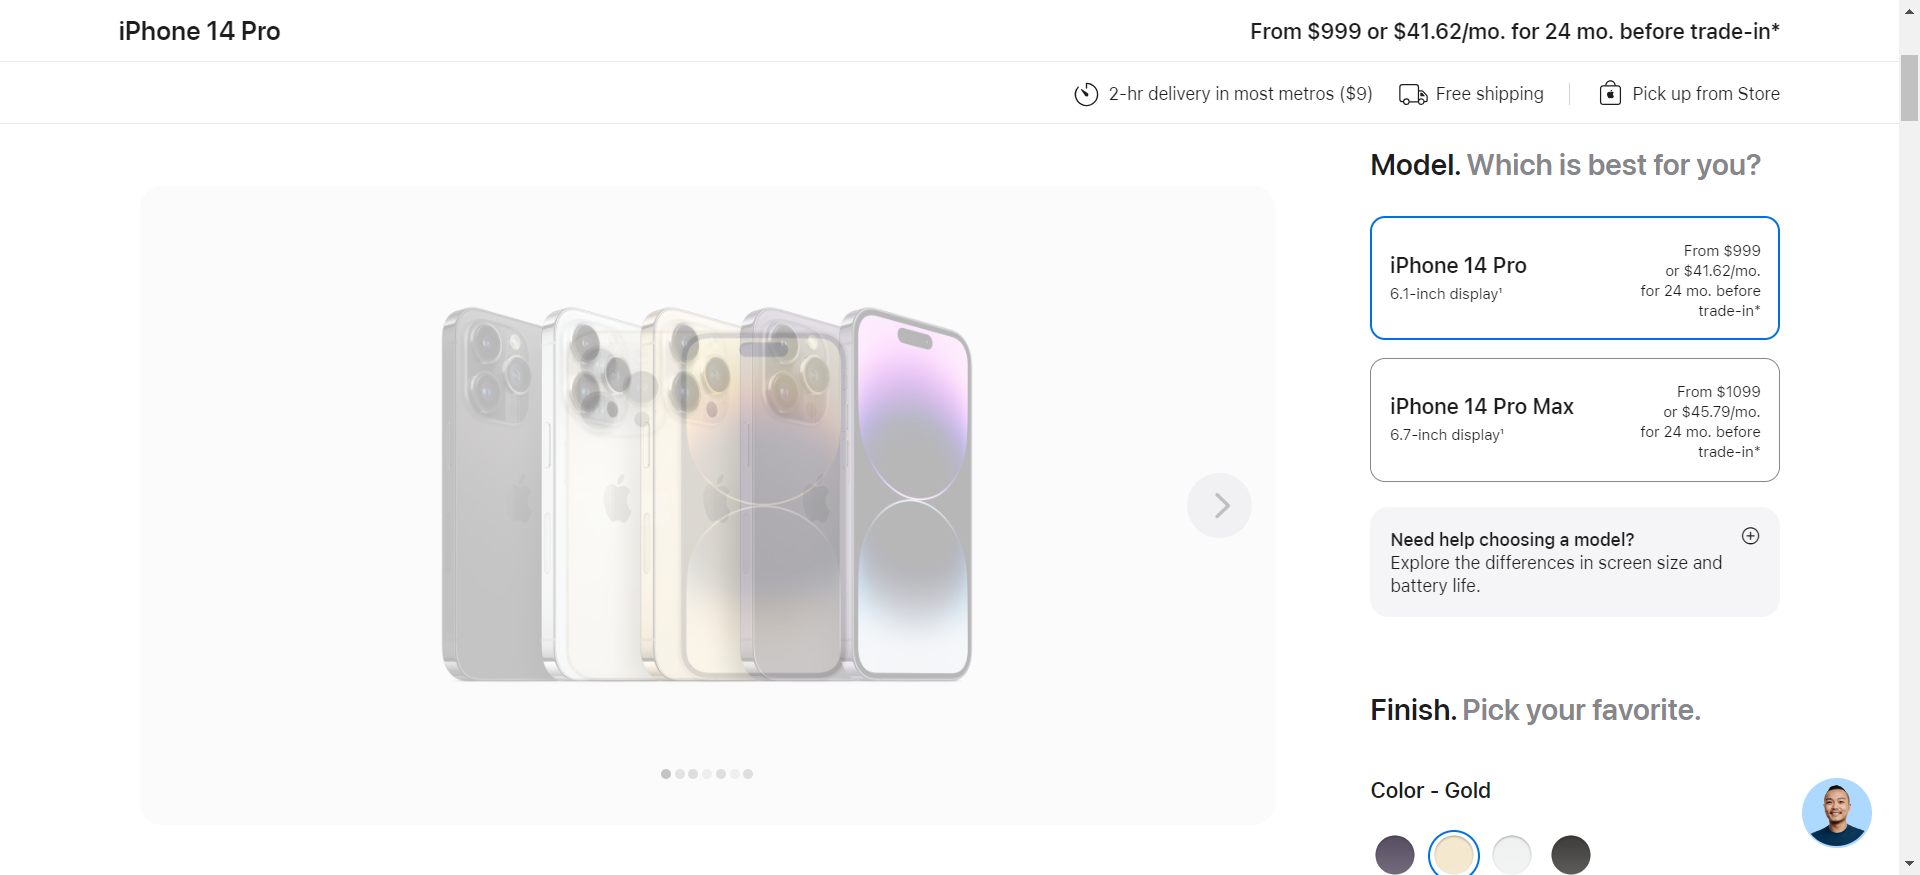 iPhone 14 Pro
From $999 or $41.62/mo. for 24 mo. before trade-in*
2-hr delivery in most metros ($9)
Free shipping
Pick up from Store
Model. Which is best for you?
iPhone 14 Pro
6.1-inch display¹
From $999
or $41.62/mo.
for 24 mo. before
trade-in*
iPhone 14 Pro Max
6.7-inch display¹
From $1099
or $45.79/mo.
for 24 mo. before
trade-in*
Need help choosing a model?
Explore the differences in screen size and
battery life.
Finish. Pick your favorite.
Color - Gold